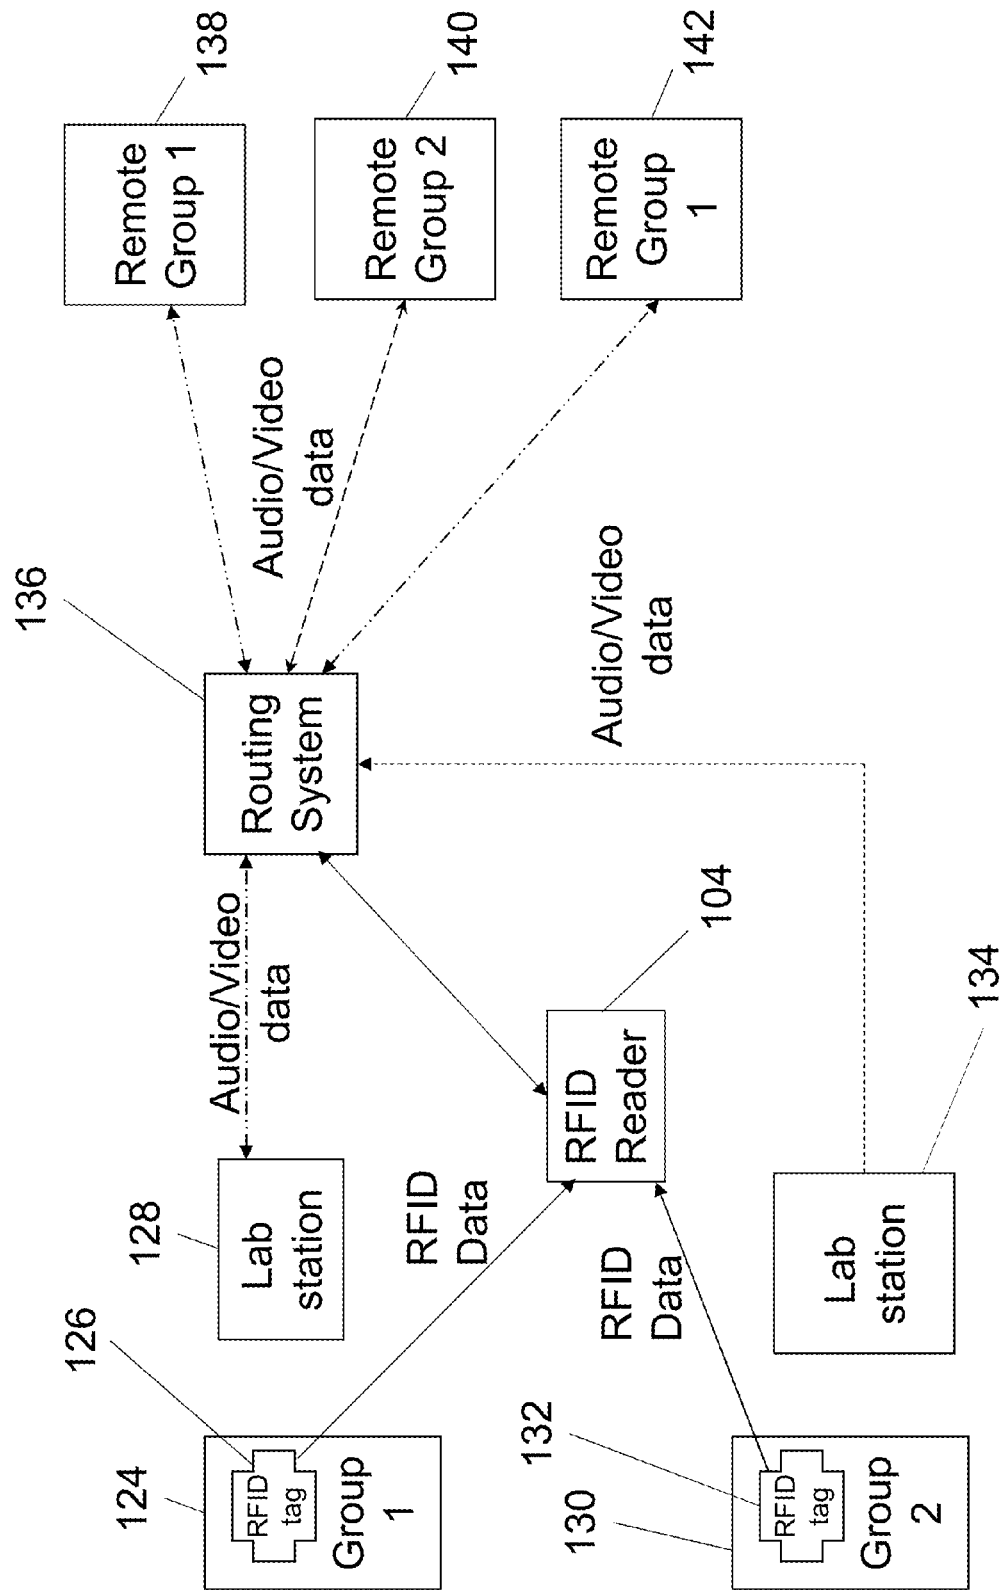 124
126
RFID
tag
Group
1
128
Lab
station
Audio/Video
data
136
Routing
System
Audio/Video
data
138
Remote
Group 1
140
Remote
Group 2
142
Remote
Group
1
RFID
Data
RFID
Data
RFID
Reader
104
Audio/Video
data
130
132
RFID
tag
Group
2
Lab
station
134